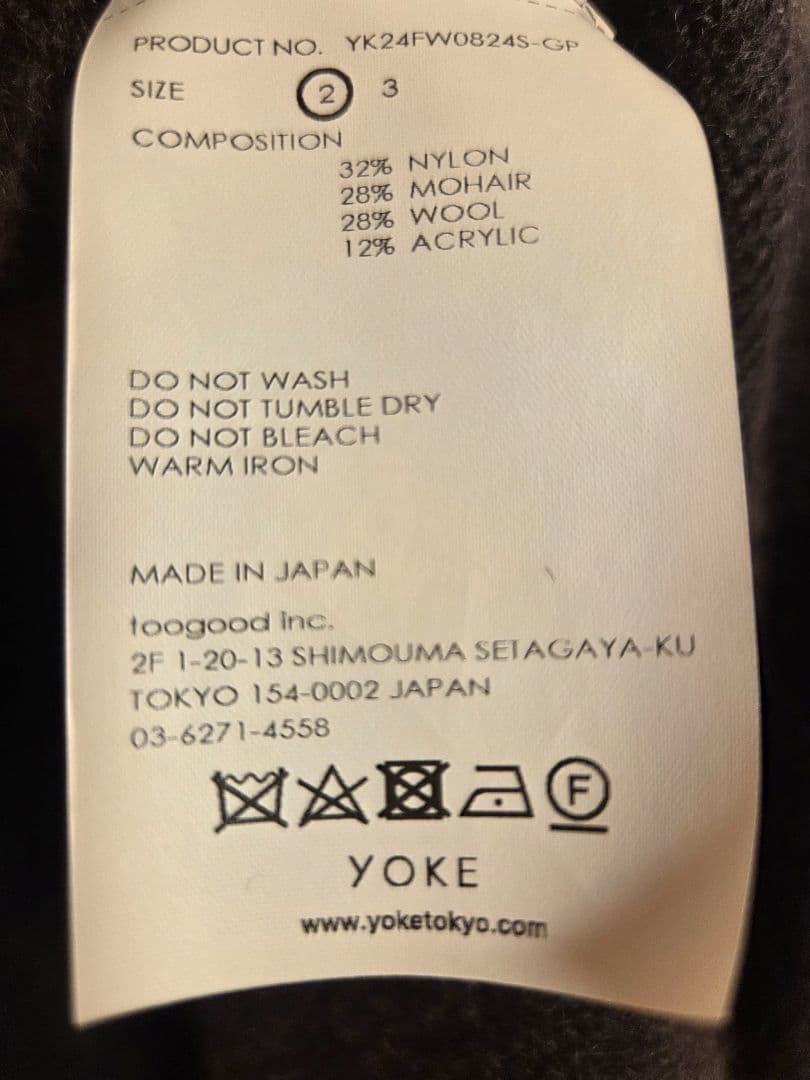 PRODUCT NO. YK24FW0824S-GP
SIZE 2 3
COMPOSITION
32% NYLON
28% MOHAIR
28% WOOL
12% ACRYLIC
DO NOT WASH
DO NOT TUMBLE DRY
DO NOT BLEACH
WARM IRON
MADE IN JAPAN
toogood inc.
2F 1-20-13 SHIMOUMA SETAGAYA-KU
TOKYO 154-0002 JAPAN
03-6271-4558
F
YOKE
www.yoketokyo.com